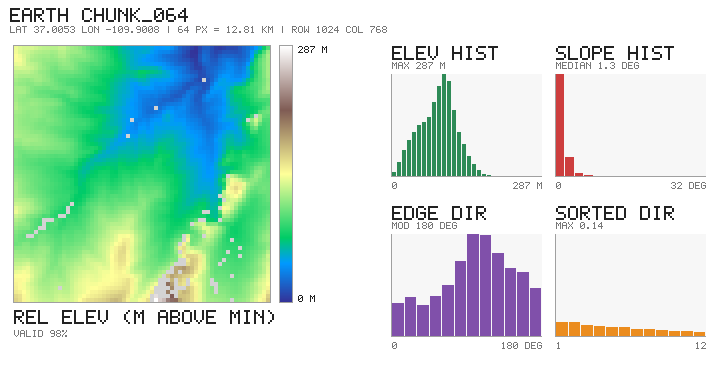 EARTH CHUNK_064
LAT 37.0053 LON -109.9008 | 64 PX = 12.81 KM | ROW 1024 COL 768
287 M
0 M
REL ELEV (M ABOVE MIN)
VALID 98%
ELEV HIST
MAX 287 M
0 287 M
SLOPE HIST
MEDIAN 1.3 DEG
0 32 DEG
EDGE DIR
MOD 180 DEG
0 180 DEG
SORTED DIR
MAX 0.14
1 12